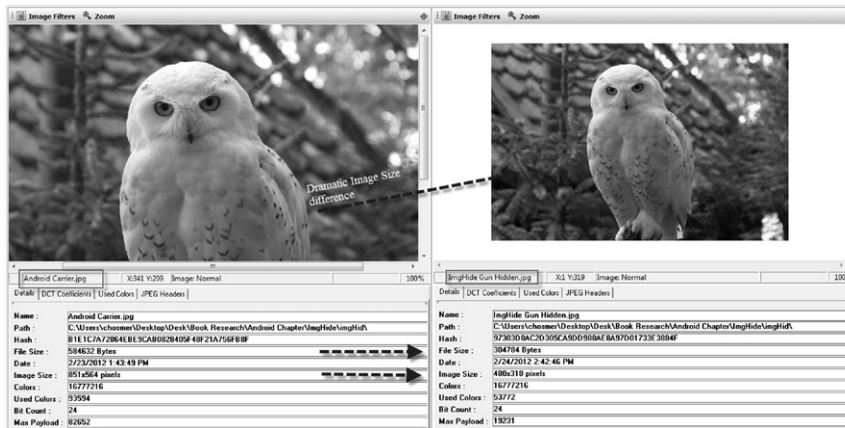 Image Filters Zoom
Dramatic Image Size
difference
Android Carrier.jpg X:341 Y:209 Image: Normal 100%
Details DCT Coefficients Used Colors JPEG Headers
Name : Android Carrier.jpg
Path : C:\Users\chosmer\Desktop\Desk\Book Research\Android Chapter\ImgHide\imgHid\
Hash : B1E1C7A72864EBE9CAB0828405F48F21A756FB8F
File Size : 584632 Bytes
Date : 2/23/2012 1:43:49 PM
Image Size : 851x564 pixels
Colors : 16777216
Used Colors : 93594
Bit Count : 24
Max Payload : 82652
Image Filters Zoom
ImgHide Gun Hidden.jpg X:1 Y:319 Image: Normal
Details DCT Coefficients Used Colors JPEG Headers
Name : ImgHide Gun Hidden.jpg
Path : C:\Users\chosmer\Desktop\Desk\Book Research\Android Chapter\ImgHide\imgHid\
Hash : 97303D8AC2D305CA9DD988AE8A97D01733E3884F
File Size : 304784 Bytes
Date : 2/24/2012 2:42:46 PM
Image Size : 480x318 pixels
Colors : 16777216
Used Colors : 53772
Bit Count : 24
Max Payload : 19231